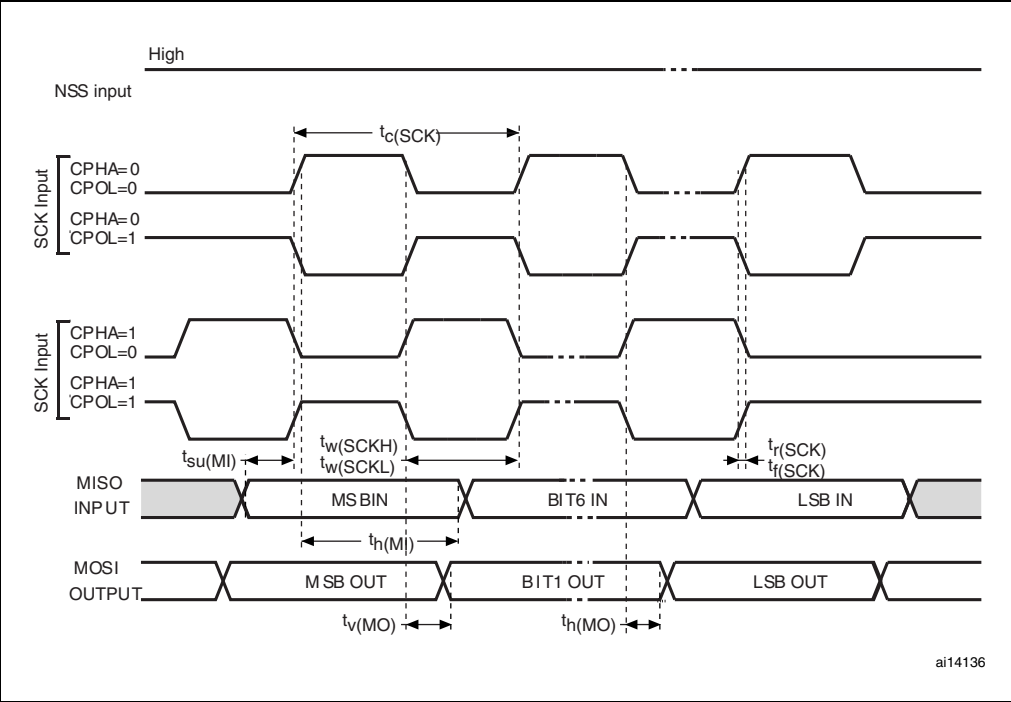 High
NSS input
tc(SCK)
SCK Input
CPHA=0
CPOL=0
CPHA=0
CPOL=1
SCK Input
CPHA=1
CPOL=0
CPHA=1
CPOL=1
tw(SCKH)
tw(SCKL)
tr(SCK)
tf(SCK)
tsu(MI)
MISO
INPUT
MSBIN
BIT6 IN
LSB IN
th(MI)
MOSI
OUTPUT
MSB OUT
BIT1 OUT
LSB OUT
tv(MO)
th(MO)
ai14136